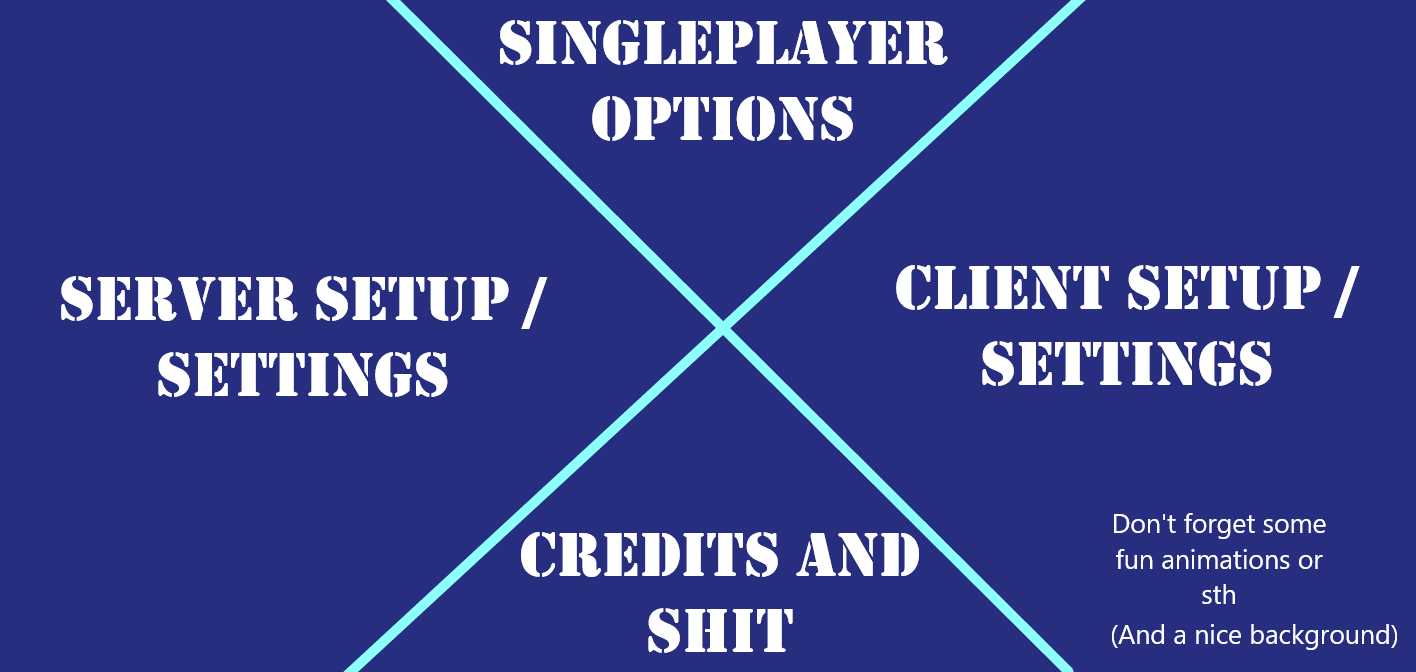 SINGLEPLAYER
OPTIONS
SERVER SETUP /
SETTINGS
CLIENT SETUP /
SETTINGS
CREDITS AND
SHIT
Don't forget some
fun animations or
sth
(And a nice background)